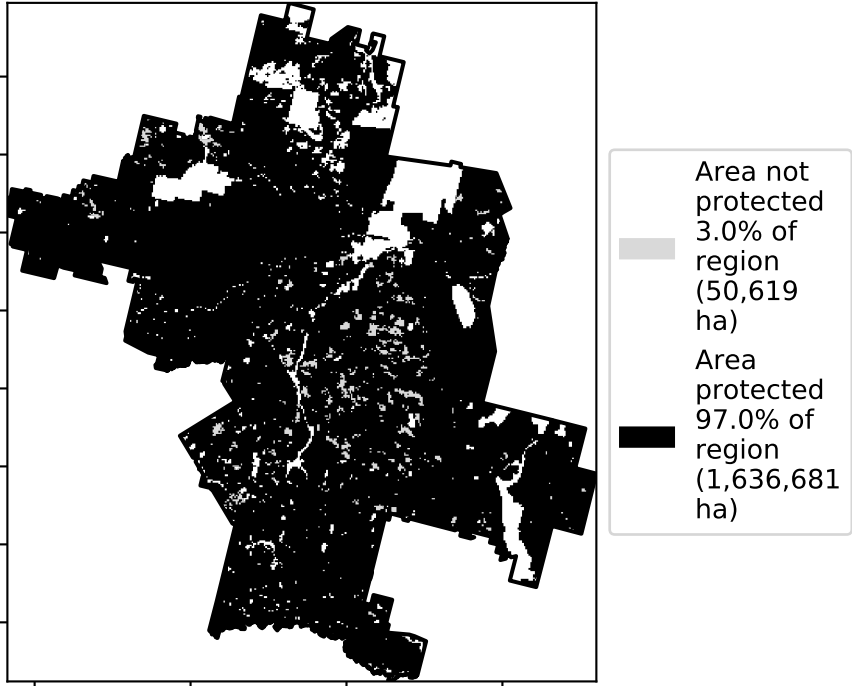 Area not
protected
3.0% of
region
(50,619
ha)
Area
protected
97.0% of
region
(1,636,681
ha)